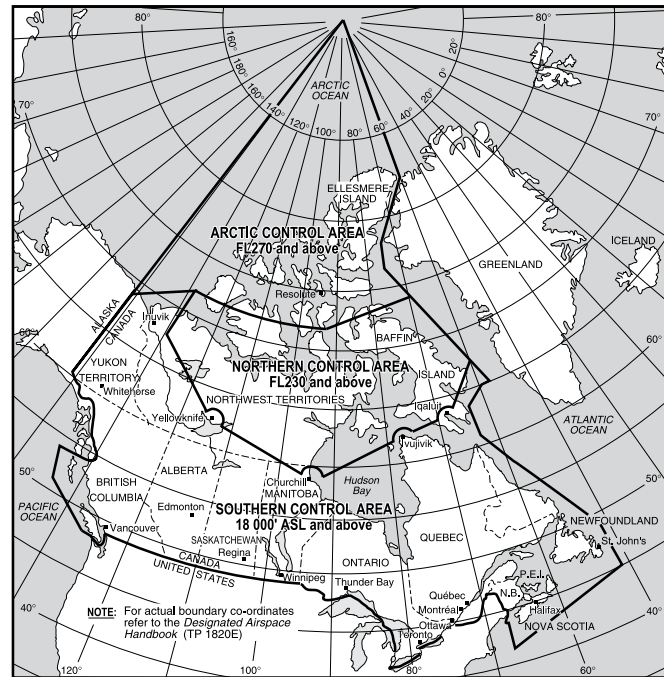 80°
80°
160°
160°
140°
140°
120°
120°
100°
80°
60°
40°
20°
0°
20°
ARCTIC
OCEAN
70°
70°
ELLESMERE
ISLAND
ARCTIC CONTROL AREA
FL270 and above
ICELAND
GREENLAND
Resolute
ALASKA
CANADA
Inuvik
BAFFIN
60°
60°
YUKON
TERRITORY
Whitehorse
NORTHERN CONTROL AREA
FL230 and above
ISLAND
NORTHWEST TERRITORIES
Iqaluit
Yellowknife
ATLANTIC
OCEAN
Ivujivik
50°
50°
ALBERTA
BRITISH
COLUMBIA
Churchill
MANITOBA
Hudson
Bay
PACIFIC
OCEAN
Edmonton
SOUTHERN CONTROL AREA
18 000' ASL and above
NEWFOUNDLAND
St. John's
Vancouver
SASKATCHEWAN
Regina
QUEBEC
CANADA
UNITED STATES
ONTARIO
Winnipeg
Thunder Bay
P.E.I.
N.B.
Québec
Montréal
Halifax
40°
40°
Ottawa
Toronto
NOVA SCOTIA
NOTE: For actual boundary co-ordinates
refer to the Designated Airspace
Handbook (TP 1820E)
120°
100°
80°
60°